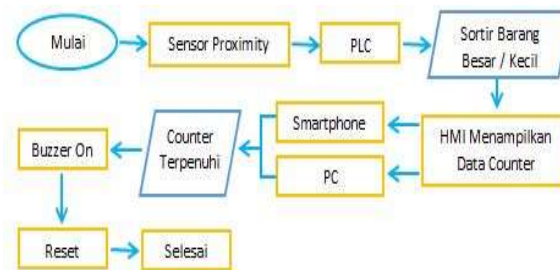 Mulai
Sensor Proximity
PLC
Sortir Barang
Besar / Kecil
HMI Menampilkan
Data Counter
Smartphone
PC
Counter
Terpenuhi
Buzzer On
Reset
Selesai